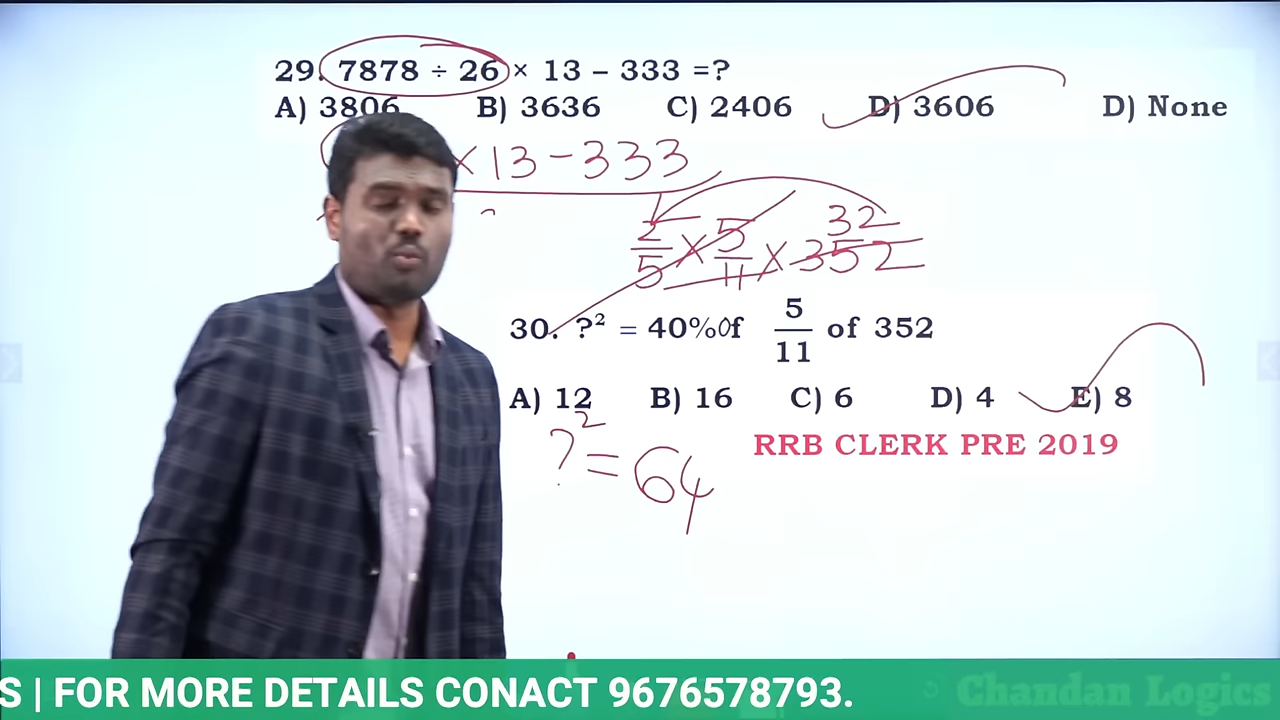 29. 7878 ÷ 26 × 13 – 333 =?
A) 3806 B) 3636 C) 2406 D) 3606 D) None
×13-333
2/5 × 5/11 × 352
32
30. ?² = 40%Of 5/11 of 352
A) 12 B) 16 C) 6 D) 4 E) 8
?² = 64
RRB CLERK PRE 2019
S | FOR MORE DETAILS CONACT 9676578793.
Chandan Logics